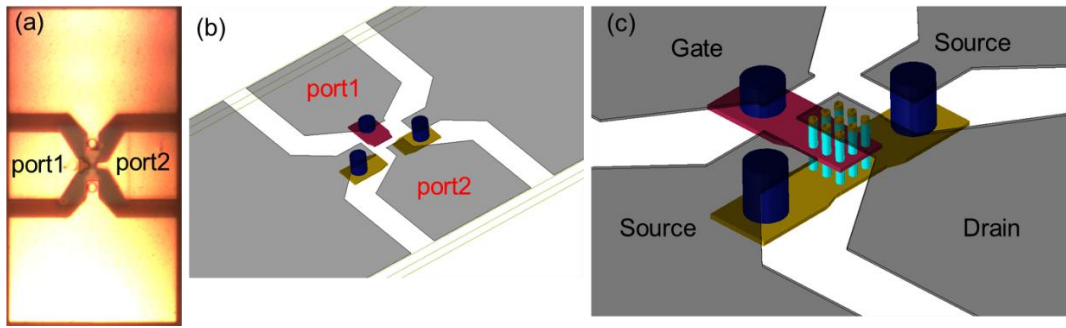 (a)
port1
port2
(b)
port1
port2
(c)
Gate
Source
Source
Drain